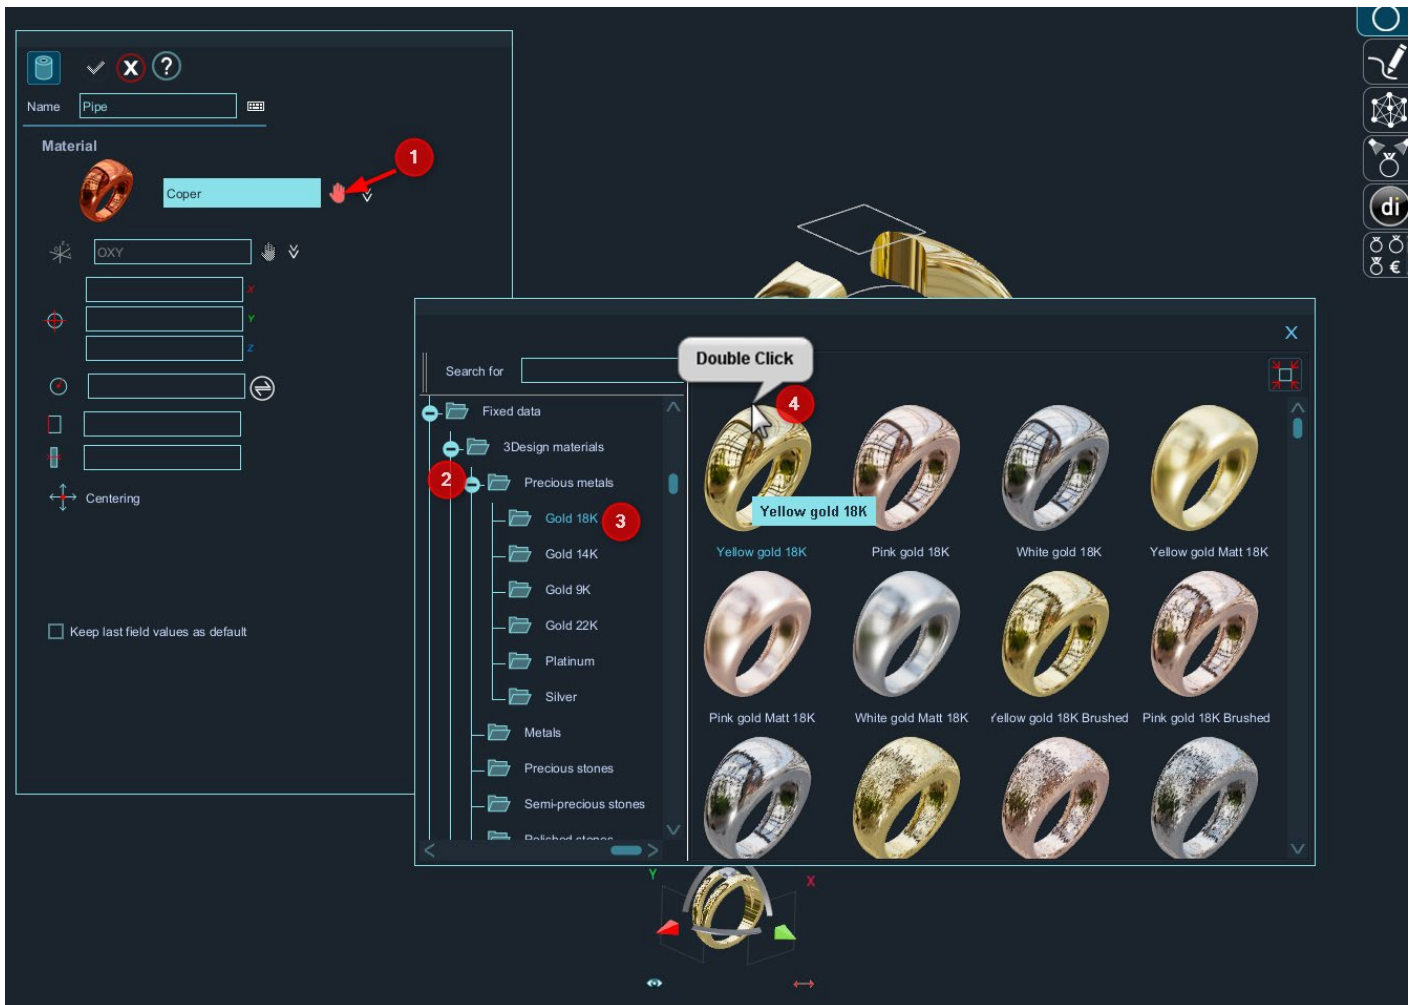 X
?
Name
Pipe
Material
1
Coper
OXY
X
Y
Z
Centering
Keep last field values as default
di
€
X
Search for
Double Click
4
Fixed data
3Design materials
2
Precious metals
Gold 18K
3
Gold 14K
Gold 9K
Gold 22K
Platinum
Silver
Metals
Precious stones
Semi-precious stones
Polished stones
Yellow gold 18K
Yellow gold 18K
Pink gold 18K
White gold 18K
Yellow gold Matt 18K
Pink gold Matt 18K
White gold Matt 18K
Yellow gold 18K Brushed
Pink gold 18K Brushed
Y
X